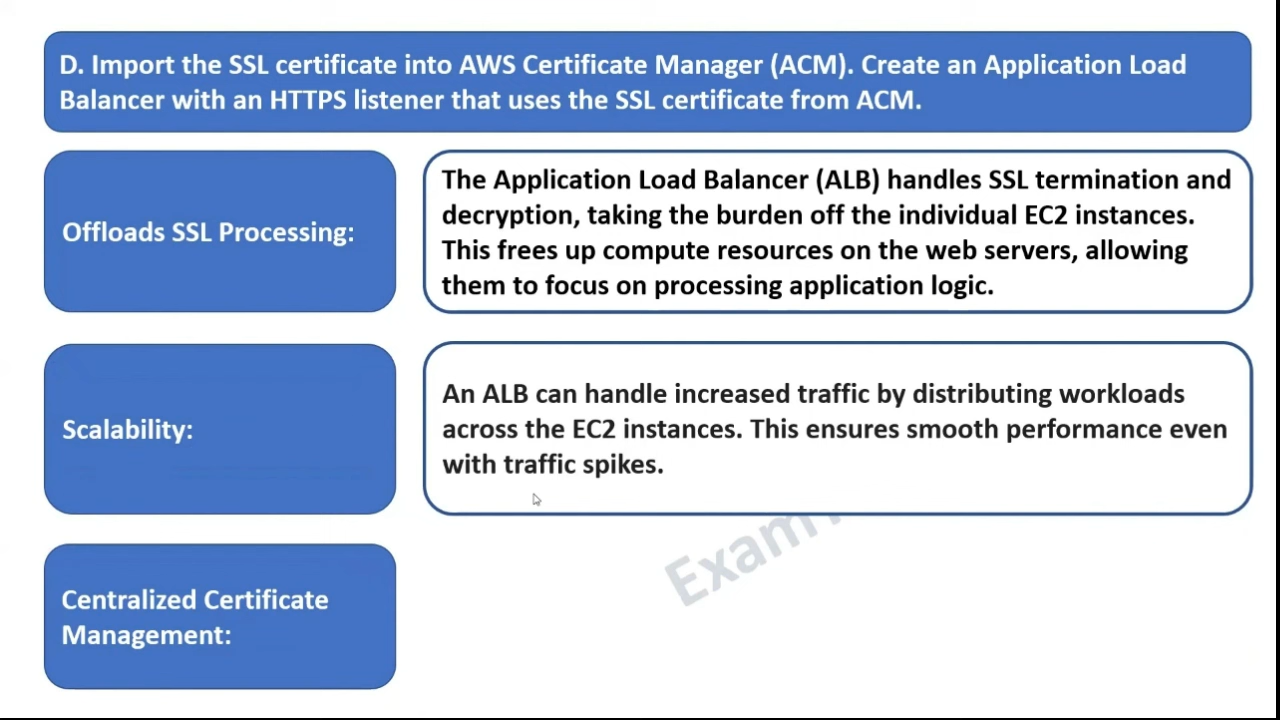 D. Import the SSL certificate into AWS Certificate Manager (ACM). Create an Application Load
Balancer with an HTTPS listener that uses the SSL certificate from ACM.
Offloads SSL Processing:
The Application Load Balancer (ALB) handles SSL termination and
decryption, taking the burden off the individual EC2 instances.
This frees up compute resources on the web servers, allowing
them to focus on processing application logic.
Scalability:
An ALB can handle increased traffic by distributing workloads
across the EC2 instances. This ensures smooth performance even
with traffic spikes.
Centralized Certificate
Management: